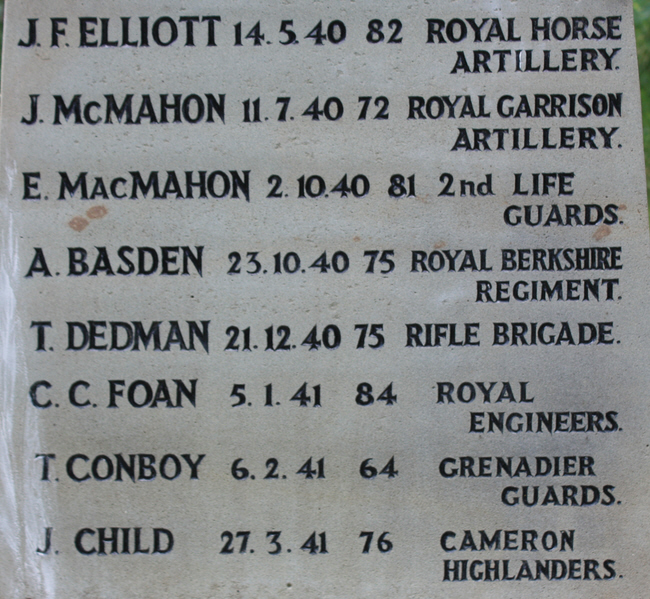 J. F. ELLIOTT 14. 5. 40 82 ROYAL HORSE
ARTILLERY.
J. McMAHON 11. 7. 40 72 ROYAL GARRISON
ARTILLERY.
E. MACMAHON 2. 10. 40 81 2nd LIFE
GUARDS.
A. BASDEN 23. 10. 40 75 ROYAL BERKSHIRE
REGIMENT.
T. DEDMAN 21. 12. 40 75 RIFLE BRIGADE.
C. C. FOAN 5. 1. 41 84 ROYAL
ENGINEERS.
T. CONBOY 6. 2. 41 64 GRENADIER
GUARDS.
J. CHILD 27. 3. 41 76 CAMERON
HIGHLANDERS.